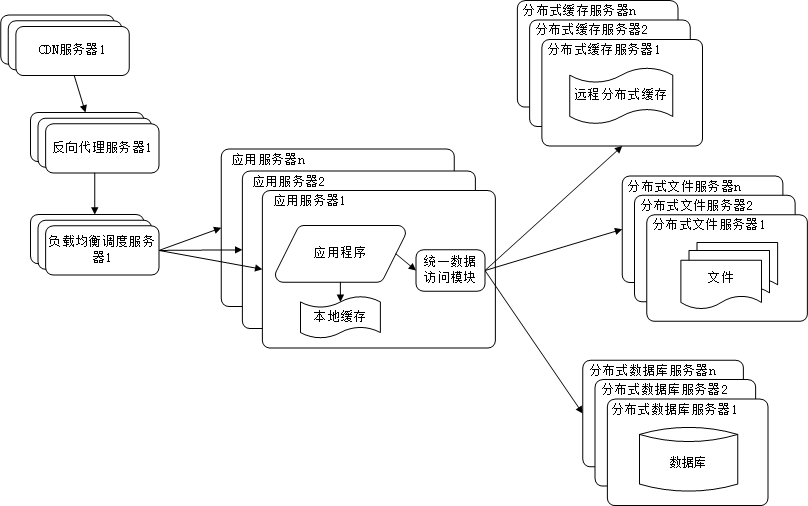 CDN服务器1
反向代理服务器1
负载均衡调度服务
器1
应用服务器n
应用服务器2
应用服务器1
应用程序
本地缓存
统一数据
访问模块
分布式缓存服务器n
分布式缓存服务器2
分布式缓存服务器1
远程分布式缓存
分布式文件服务器n
分布式文件服务器2
分布式文件服务器1
文件
分布式数据库服务器n
分布式数据库服务器2
分布式数据库服务器1
数据库